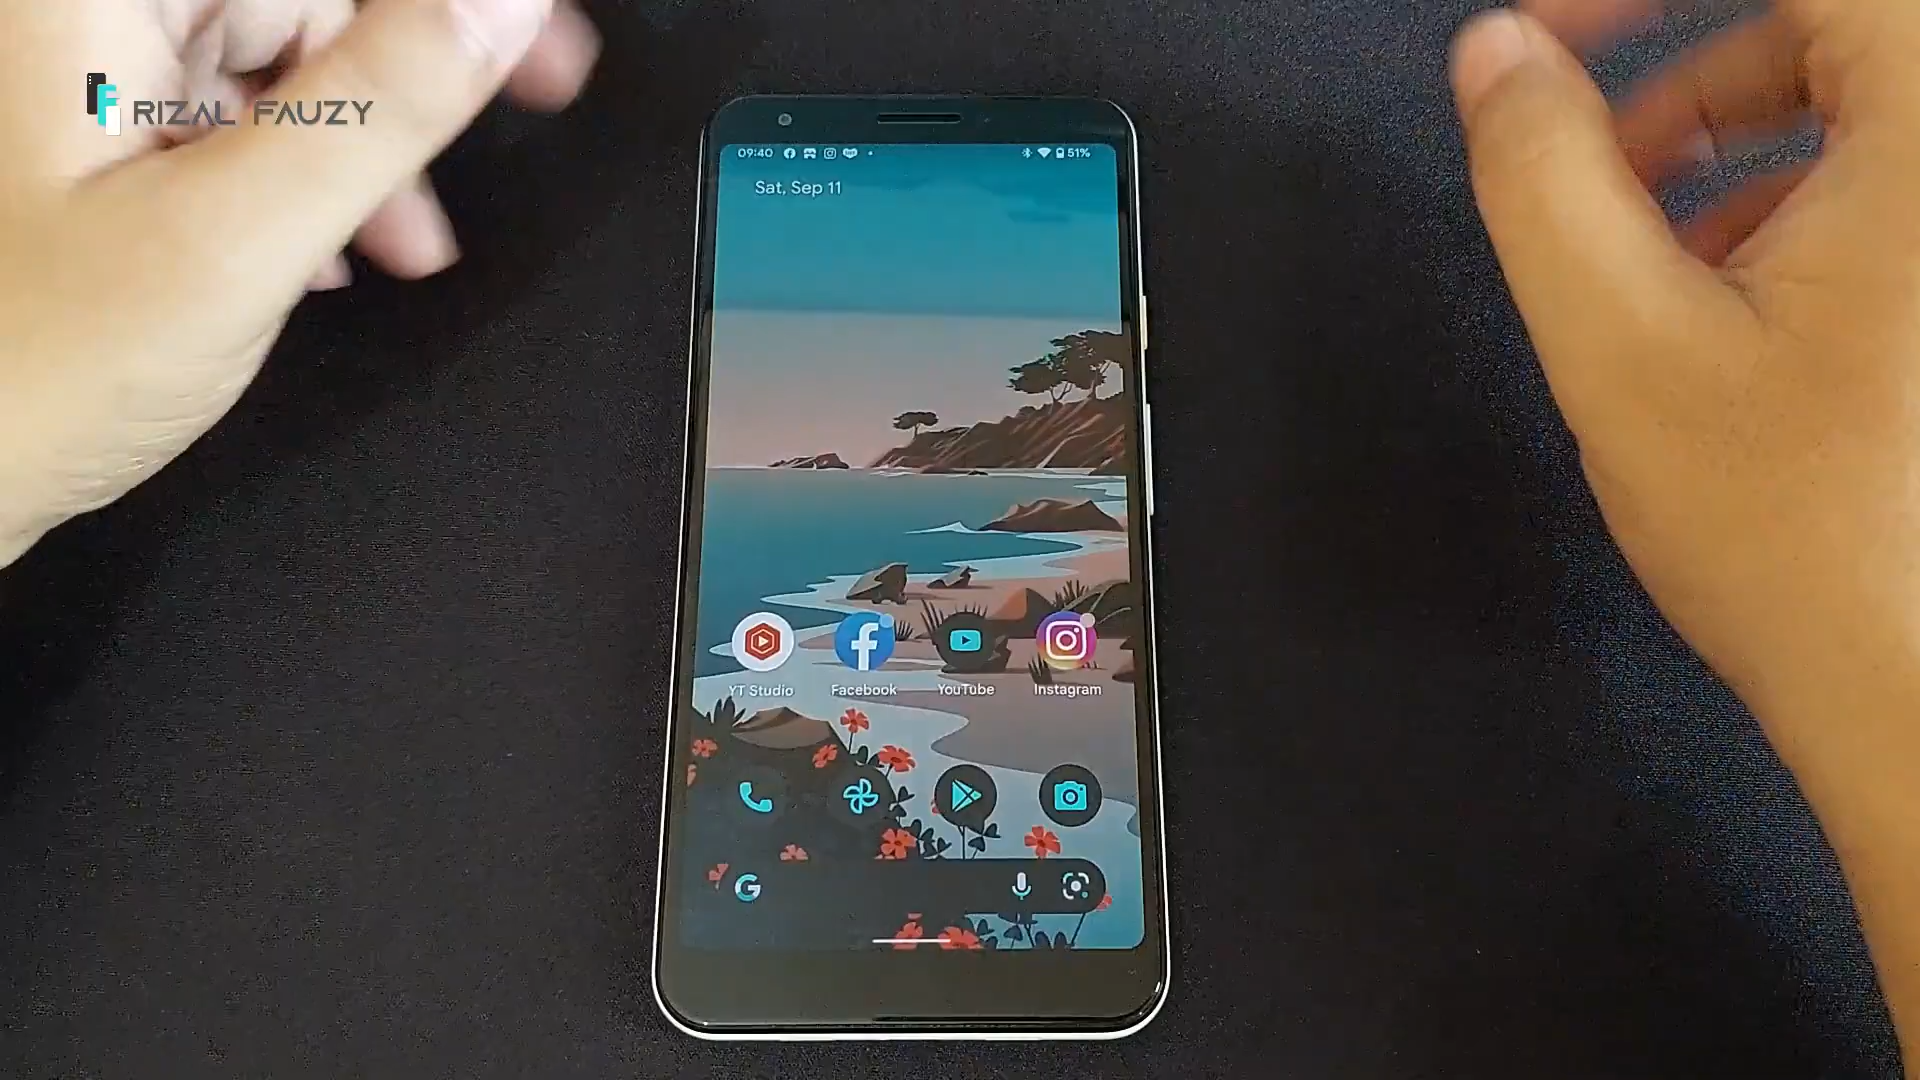 RIZAL FAUZY
09:40
51%
Sat, Sep 11
YT Studio
Facebook
YouTube
Instagram